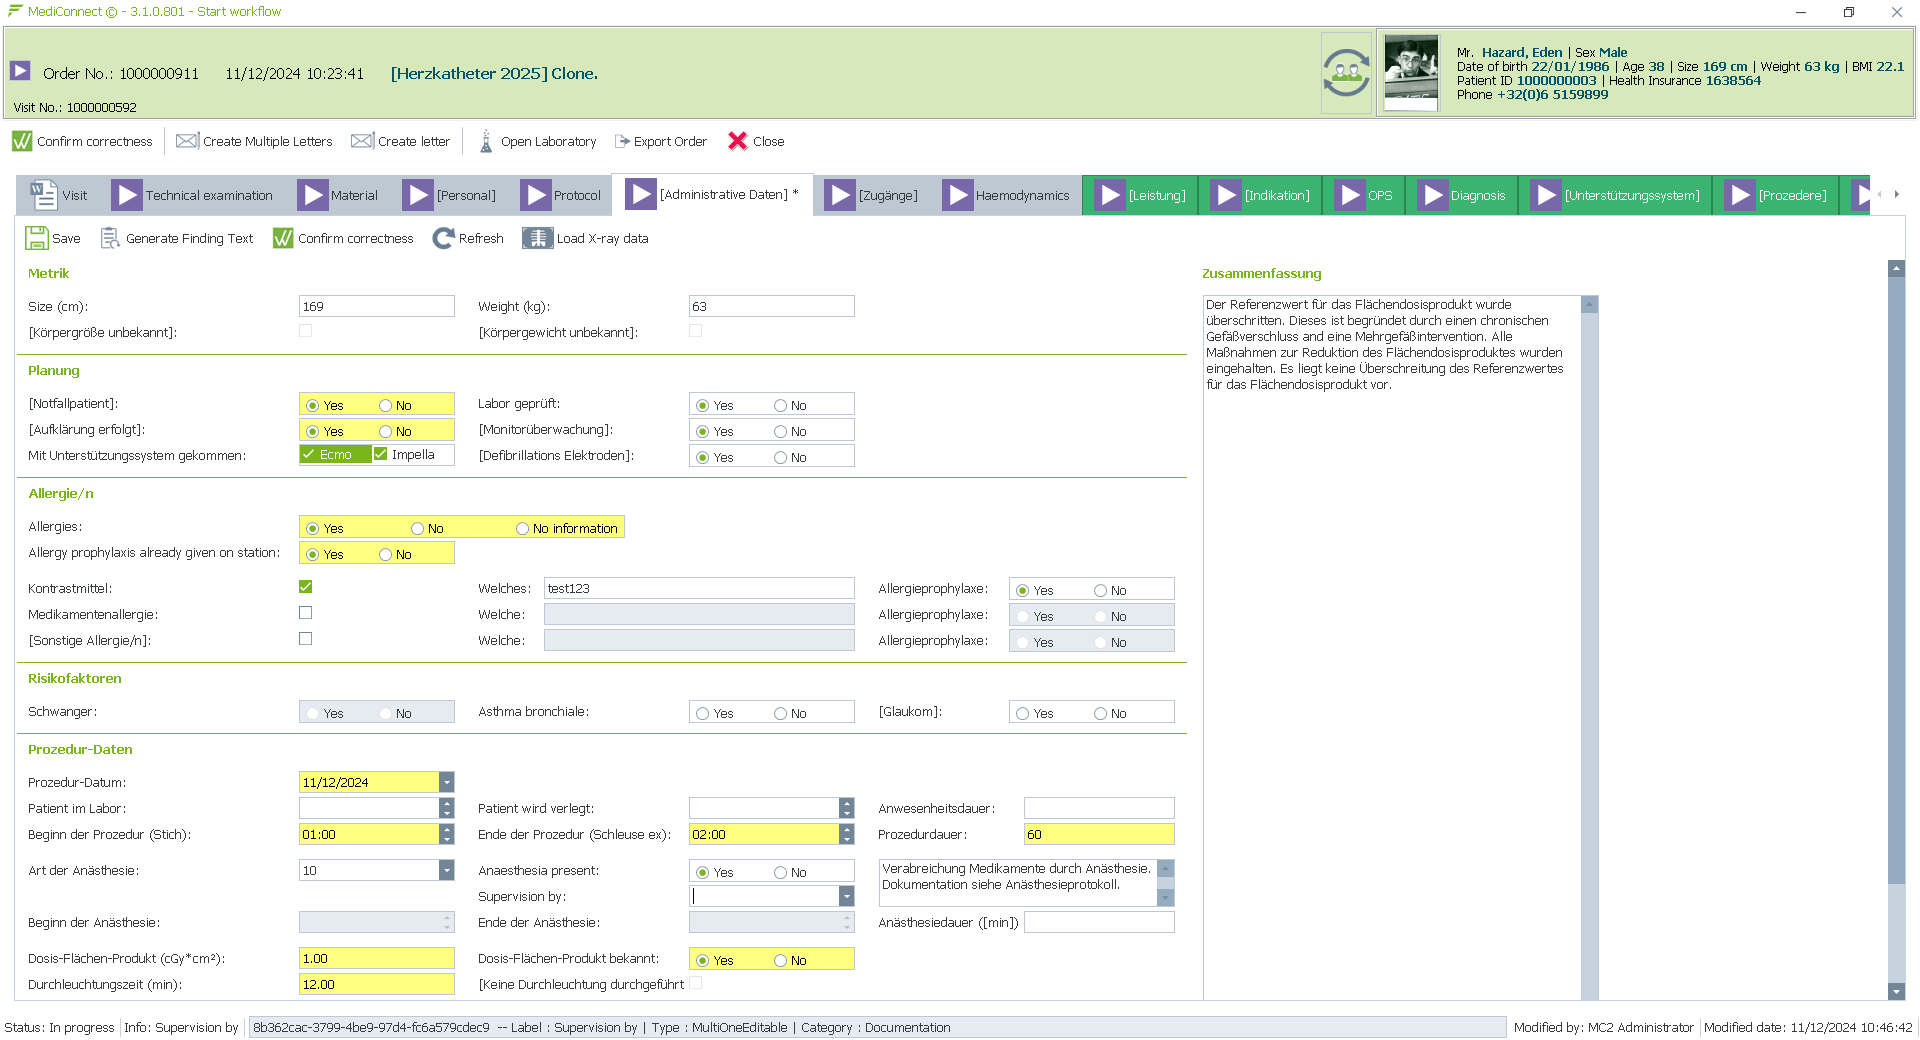 MediConnect © - 3.1.0.801 - Start workflow
Order No.: 1000000911 11/12/2024 10:23:41 [Herzkatheter 2025] Clone.
Visit No.: 1000000592
Mr. Hazard, Eden | Sex Male
Date of birth 22/01/1986 | Age 38 | Size 169 cm | Weight 63 kg | BMI 22.1
Patient ID 1000000003 | Health Insurance 1638564
Phone +32(0)6 5159899
Confirm correctness Create Multiple Letters Create letter Open Laboratory Export Order Close
Visit Technical examination Material [Personal] Protocol [Administrative Daten] * [Zugänge] Haemodynamics [Leistung] [Indikation] OPS Diagnosis [Unterstützungssystem] [Prozedere]
Save Generate Finding Text Confirm correctness Refresh Load X-ray data
Metrik
Size (cm): 169 Weight (kg): 63
[Körpergröße unbekannt]: [Körpergewicht unbekannt]:
Planung
[Notfallpatient]: Yes No Labor geprüft: Yes No
[Aufklärung erfolgt]: Yes No [Monitorüberwachung]: Yes No
Mit Unterstützungssystem gekommen: Ecmo Impella [Defibrillations Elektroden]: Yes No
Allergie/n
Allergies: Yes No No information
Allergy prophylaxis already given on station: Yes No
Kontrastmittel: Welches: test123 Allergieprophylaxe: Yes No
Medikamentenallergie: Welche: Allergieprophylaxe: Yes No
[Sonstige Allergie/n]: Welche: Allergieprophylaxe: Yes No
Risikofaktoren
Schwanger: Yes No Asthma bronchiale: Yes No [Glaukom]: Yes No
Prozedur-Daten
Prozedur-Datum: 11/12/2024
Patient im Labor: Patient wird verlegt: Anwesenheitsdauer:
Beginn der Prozedur (Stich): 01:00 Ende der Prozedur (Schleuse ex): 02:00 Prozedurdauer: 60
Art der Anästhesie: 10 Anaesthesia present: Yes No
Verabreichung Medikamente durch Anästhesie.
Dokumentation siehe Anästhesieprotokoll.
Supervision by:
Beginn der Anästhesie: Ende der Anästhesie: Anästhesiedauer ([min])
Dosis-Flächen-Produkt (cGy*cm²): 1.00 Dosis-Flächen-Produkt bekannt: Yes No
Durchleuchtungszeit (min): 12.00 [Keine Durchleuchtung durchgeführt
Zusammenfassung
Der Referenzwert für das Flächendosisprodukt wurde
überschritten. Dieses ist begründet durch einen chronischen
Gefäßverschluss and eine Mehrgefäßintervention. Alle
Maßnahmen zur Reduktion des Flächendosisproduktes wurden
eingehalten. Es liegt keine Überschreitung des Referenzwertes
für das Flächendosisprodukt vor.
Status: In progress Info: Supervision by 8b362cac-3799-4be9-97d4-fc6a579cdec9 -- Label : Supervision by | Type : MultiOneEditable | Category : Documentation Modified by: MC2 Administrator Modified date: 11/12/2024 10:46:42